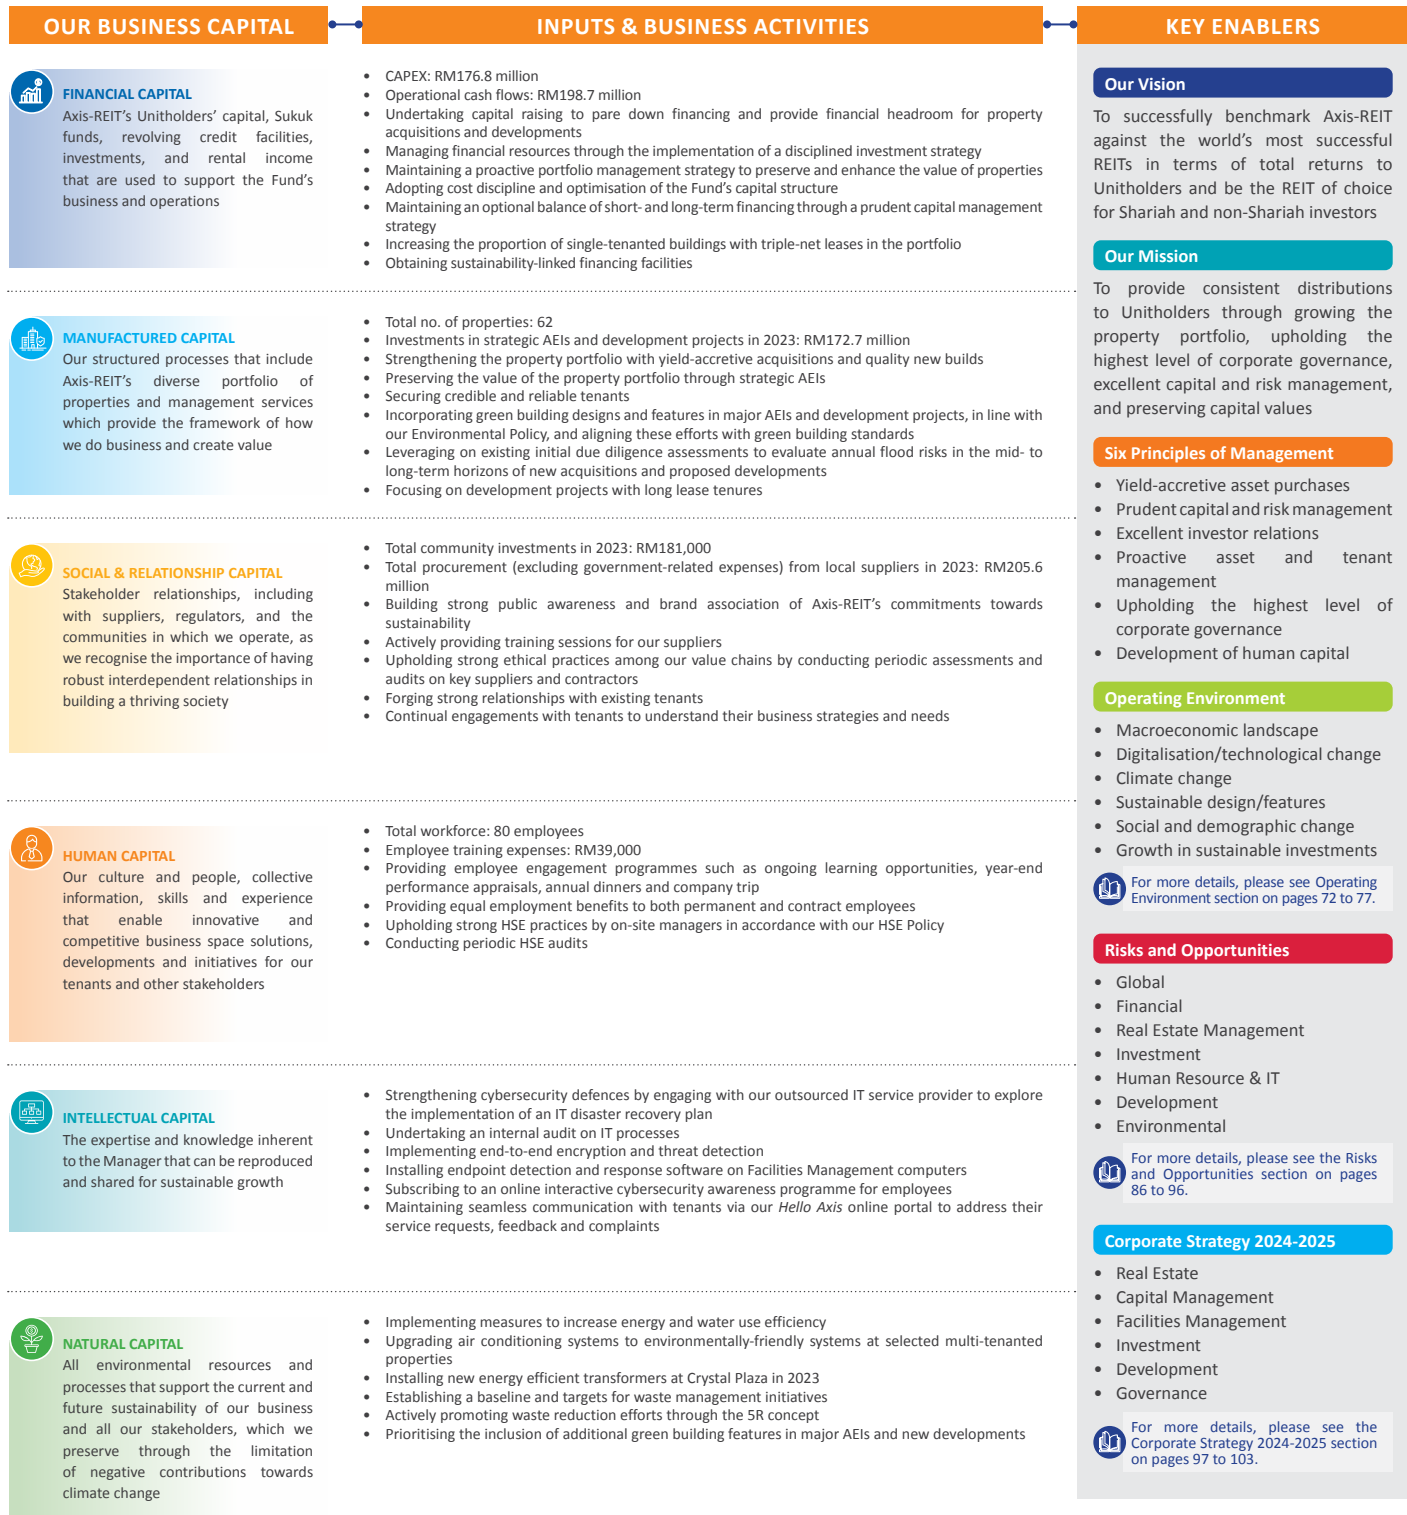 OUR BUSINESS CAPITAL
INPUTS & BUSINESS ACTIVITIES
KEY ENABLERS
FINANCIAL CAPITAL
Axis-REIT's Unitholders' capital, Sukuk
funds, revolving credit facilities,
investments, and rental income
that are used to support the Fund's
business and operations
• CAPEX: RM176.8 million
• Operational cash flows: RM198.7 million
• Undertaking capital raising to pare down financing and provide financial headroom for property
acquisitions and developments
• Managing financial resources through the implementation of a disciplined investment strategy
• Maintaining a proactive portfolio management strategy to preserve and enhance the value of properties
• Adopting cost discipline and optimisation of the Fund's capital structure
• Maintaining an optional balance of short- and long-term financing through a prudent capital management
strategy
• Increasing the proportion of single-tenanted buildings with triple-net leases in the portfolio
• Obtaining sustainability-linked financing facilities
MANUFACTURED CAPITAL
Our structured processes that include
Axis-REIT's diverse portfolio of
properties and management services
which provide the framework of how
we do business and create value
• Total no. of properties: 62
• Investments in strategic AEIs and development projects in 2023: RM172.7 million
• Strengthening the property portfolio with yield-accretive acquisitions and quality new builds
• Preserving the value of the property portfolio through strategic AEIs
• Securing credible and reliable tenants
• Incorporating green building designs and features in major AEIs and development projects, in line with
our Environmental Policy, and aligning these efforts with green building standards
• Leveraging on existing initial due diligence assessments to evaluate annual flood risks in the mid- to
long-term horizons of new acquisitions and proposed developments
• Focusing on development projects with long lease tenures
SOCIAL & RELATIONSHIP CAPITAL
Stakeholder relationships, including
with suppliers, regulators, and the
communities in which we operate, as
we recognise the importance of having
robust interdependent relationships in
building a thriving society
• Total community investments in 2023: RM181,000
• Total procurement (excluding government-related expenses) from local suppliers in 2023: RM205.6
million
• Building strong public awareness and brand association of Axis-REIT's commitments towards
sustainability
• Actively providing training sessions for our suppliers
• Upholding strong ethical practices among our value chains by conducting periodic assessments and
audits on key suppliers and contractors
• Forging strong relationships with existing tenants
• Continual engagements with tenants to understand their business strategies and needs
HUMAN CAPITAL
Our culture and people, collective
information, skills and experience
that enable innovative and
competitive business space solutions,
developments and initiatives for our
tenants and other stakeholders
• Total workforce: 80 employees
• Employee training expenses: RM39,000
• Providing employee engagement programmes such as ongoing learning opportunities, year-end
performance appraisals, annual dinners and company trip
• Providing equal employment benefits to both permanent and contract employees
• Upholding strong HSE practices by on-site managers in accordance with our HSE Policy
• Conducting periodic HSE audits
INTELLECTUAL CAPITAL
The expertise and knowledge inherent
to the Manager that can be reproduced
and shared for sustainable growth
• Strengthening cybersecurity defences by engaging with our outsourced IT service provider to explore
the implementation of an IT disaster recovery plan
• Undertaking an internal audit on IT processes
• Implementing end-to-end encryption and threat detection
• Installing endpoint detection and response software on Facilities Management computers
• Subscribing to an online interactive cybersecurity awareness programme for employees
• Maintaining seamless communication with tenants via our Hello Axis online portal to address their
service requests, feedback and complaints
NATURAL CAPITAL
All environmental resources and
processes that support the current and
future sustainability of our business
and all our stakeholders, which we
preserve through the limitation
of negative contributions towards
climate change
• Implementing measures to increase energy and water use efficiency
• Upgrading air conditioning systems to environmentally-friendly systems at selected multi-tenanted
properties
• Installing new energy efficient transformers at Crystal Plaza in 2023
• Establishing a baseline and targets for waste management initiatives
• Actively promoting waste reduction efforts through the 5R concept
• Prioritising the inclusion of additional green building features in major AEIs and new developments
Our Vision
To successfully benchmark Axis-REIT
against the world's most successful
REITs in terms of total returns to
Unitholders and be the REIT of choice
for Shariah and non-Shariah investors
Our Mission
To provide consistent distributions
to Unitholders through growing the
property portfolio, upholding the
highest level of corporate governance,
excellent capital and risk management,
and preserving capital values
Six Principles of Management
• Yield-accretive asset purchases
• Prudent capital and risk management
• Excellent investor relations
• Proactive asset and tenant
management
• Upholding the highest level of
corporate governance
• Development of human capital
Operating Environment
• Macroeconomic landscape
• Digitalisation/technological change
• Climate change
• Sustainable design/features
• Social and demographic change
• Growth in sustainable investments
For more details, please see Operating
Environment section on pages 72 to 77.
Risks and Opportunities
• Global
• Financial
• Real Estate Management
• Investment
• Human Resource & IT
• Development
• Environmental
For more details, please see the Risks
and Opportunities section on pages
86 to 96.
Corporate Strategy 2024-2025
• Real Estate
• Capital Management
• Facilities Management
• Investment
• Development
• Governance
For more details, please see the
Corporate Strategy 2024-2025 section
on pages 97 to 103.